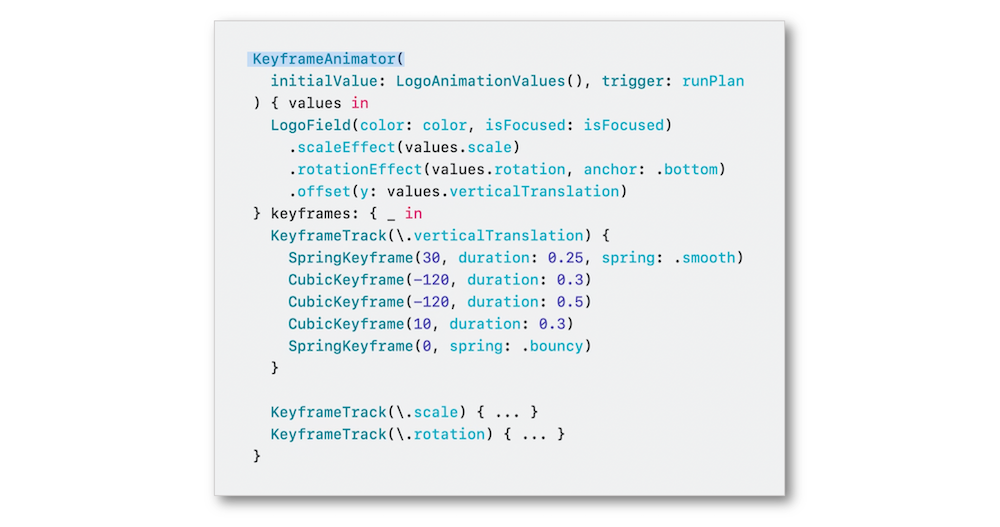 KeyframeAnimator(
initialValue: LogoAnimationValues(), trigger: runPlan
) { values in
LogoField(color: color, isFocused: isFocused)
.scaleEffect(values.scale)
.rotationEffect(values.rotation, anchor: .bottom)
.offset(y: values.verticalTranslation)
} keyframes: { _ in
KeyframeTrack(\.verticalTranslation) {
SpringKeyframe(30, duration: 0.25, spring: .smooth)
CubicKeyframe(-120, duration: 0.3)
CubicKeyframe(-120, duration: 0.5)
CubicKeyframe(10, duration: 0.3)
SpringKeyframe(0, spring: .bouncy)
}
KeyframeTrack(\.scale) { ... }
KeyframeTrack(\.rotation) { ... }
}